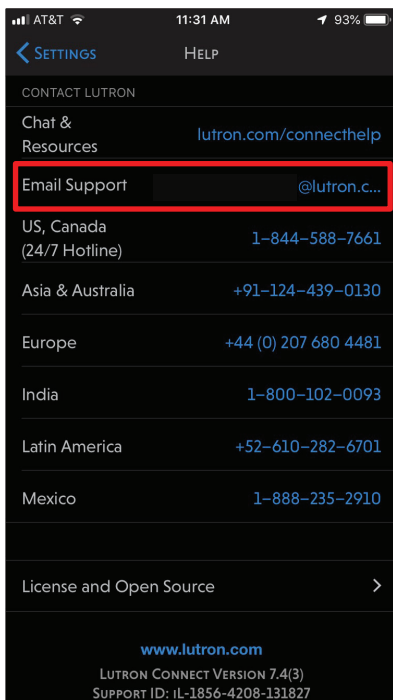 AT&T 11:31 AM 93%
SETTINGS HELP
CONTACT LUTRON
Chat &
Resources lutron.com/connecthelp
Email Support @lutron.c...
US, Canada
(24/7 Hotline) 1-844-588-7661
Asia & Australia +91-124-439-0130
Europe +44 (0) 207 680 4481
India 1-800-102-0093
Latin America +52-610-282-6701
Mexico 1-888-235-2910
License and Open Source
www.lutron.com
LUTRON CONNECT VERSION 7.4(3)
SUPPORT ID: IL-1856-4208-131827